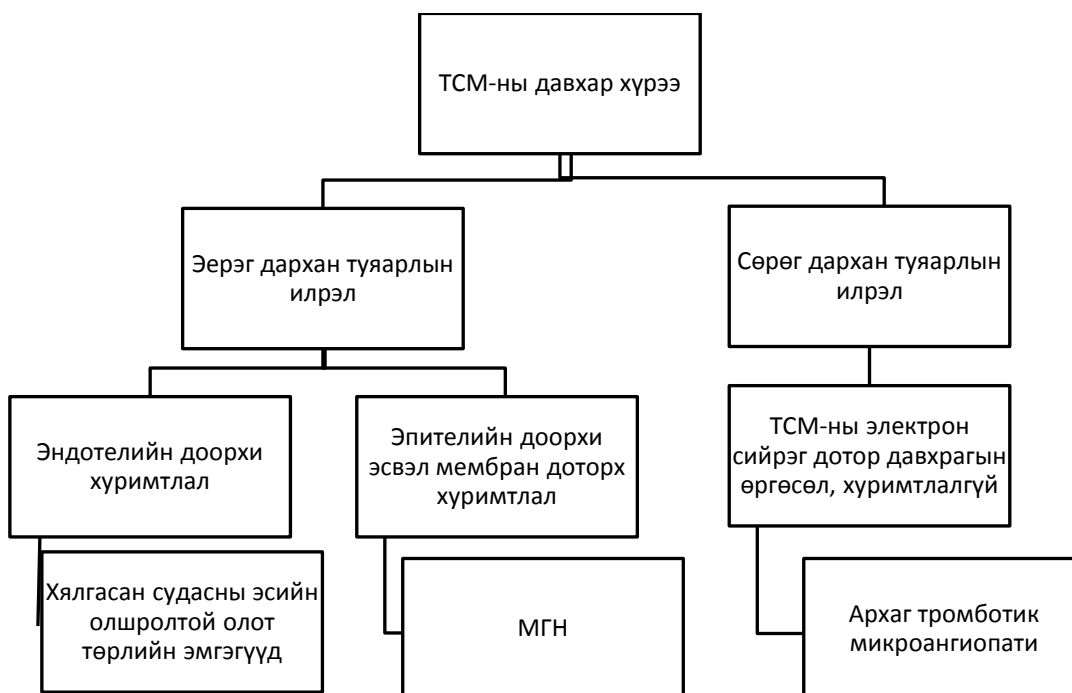 ТСМ-ны давхар хүрээ
Эерэг дархан туяарлын
илрэл
Сөрөг дархан туяарлын
илрэл
Эндотелийн доорхи
хуримтлал
Эпителийн доорхи
эсвэл мембран доторх
хуримтлал
ТСМ-ны электрон
сийрэг дотор давхрагын
өргөсөл, хуримтлалгүй
Хялгасан судасны эсийн
олшролтой олот
төрлийн эмгэгүүд
МГН
Архаг тромботик
микроангиопати